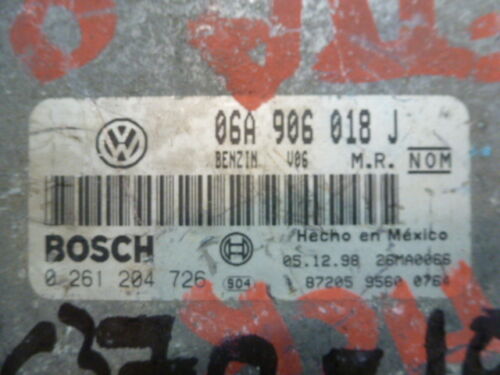 06A 906 018 J
BENZIN V06 M.R. NOM
BOSCH
Hecho en México
05.12.98 26MA0066
0 261 204 726 904 87205 9560 0764